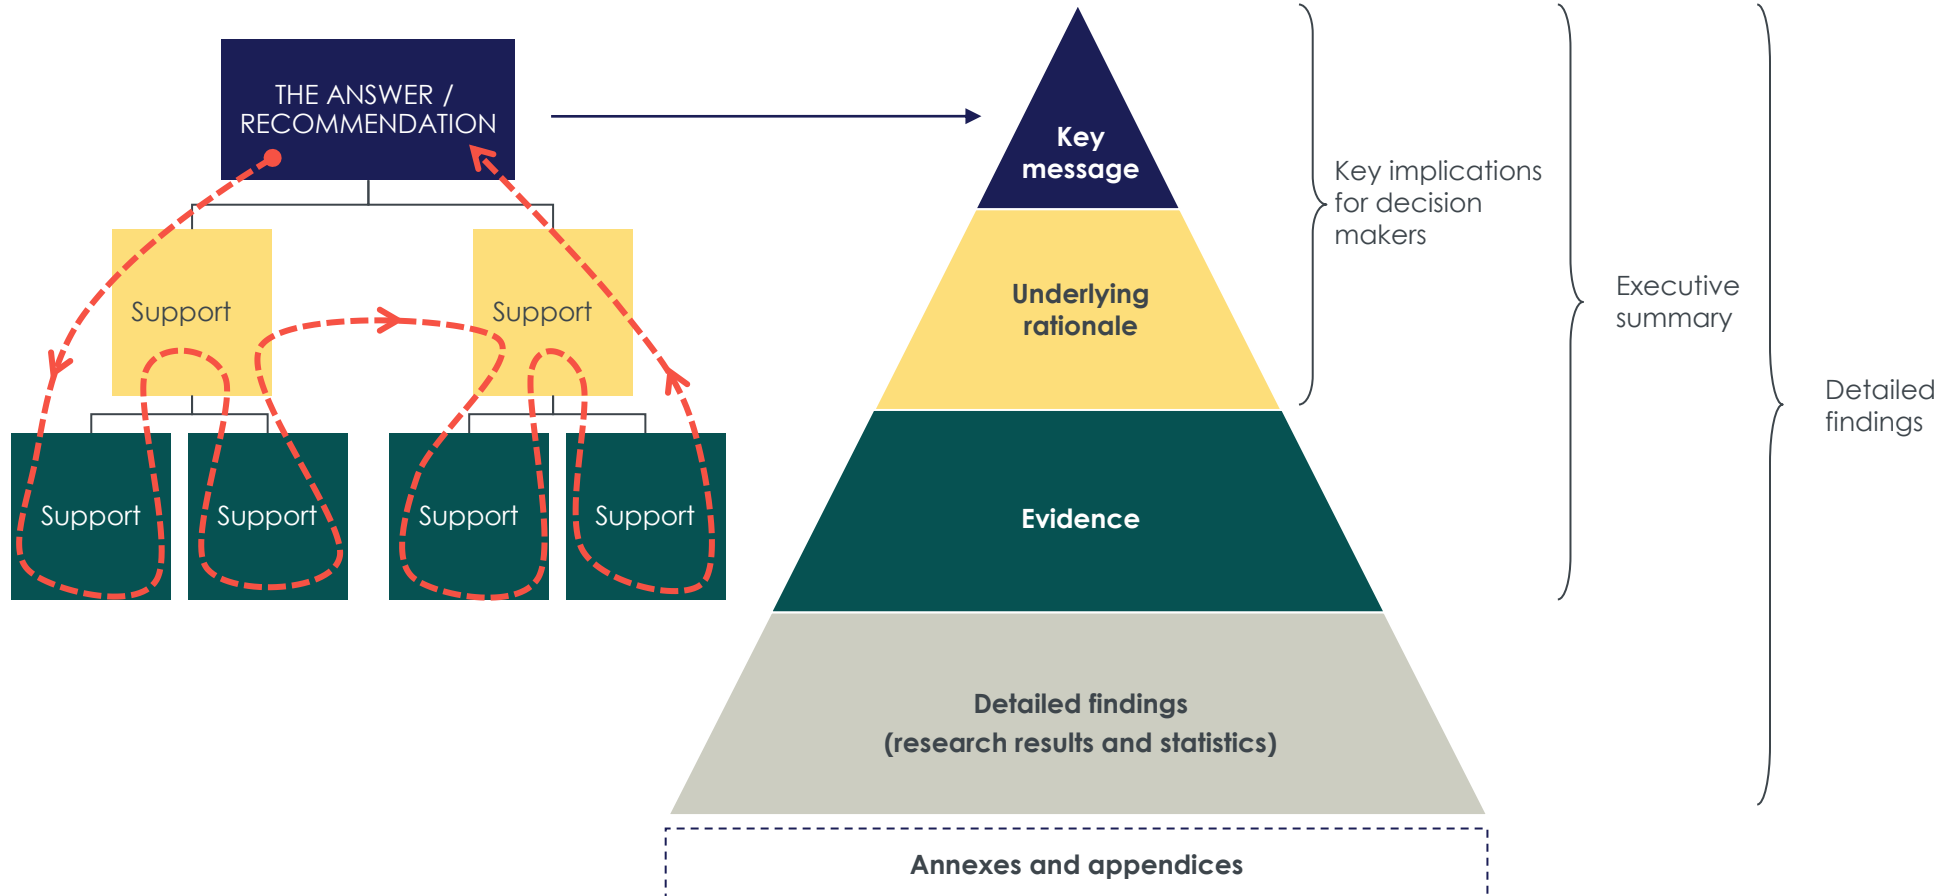 THE ANSWER /
RECOMMENDATION
Support
Support
Support
Support
Support
Support
Key
message
Underlying
rationale
Evidence
Detailed findings
(research results and statistics)
Annexes and appendices
Key implications
for decision
makers
Executive
summary
Detailed
findings